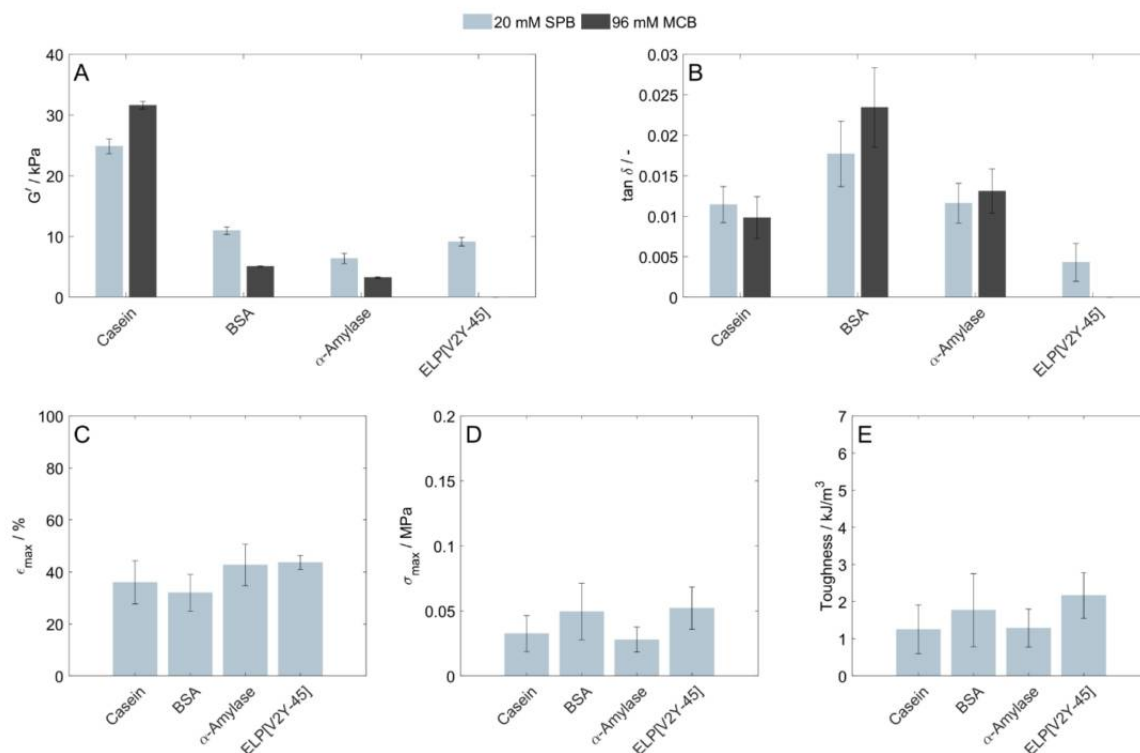 20 mM SPB 96 mM MCB
A
G′ / kPa
40
30
20
10
0
Casein
BSA
α-Amylase
ELP[V2Y-45]
B
tan δ / -
0.03
0.025
0.02
0.015
0.01
0.005
0
Casein
BSA
α-Amylase
ELP[V2Y-45]
C
ϵmax / %
100
80
60
40
20
0
Casein
BSA
α-Amylase
ELP[V2Y-45]
D
σmax / MPa
0.2
0.15
0.1
0.05
0
Casein
BSA
α-Amylase
ELP[V2Y-45]
E
Toughness / kJ/m³
7
6
5
4
3
2
1
0
Casein
BSA
α-Amylase
ELP[V2Y-45]